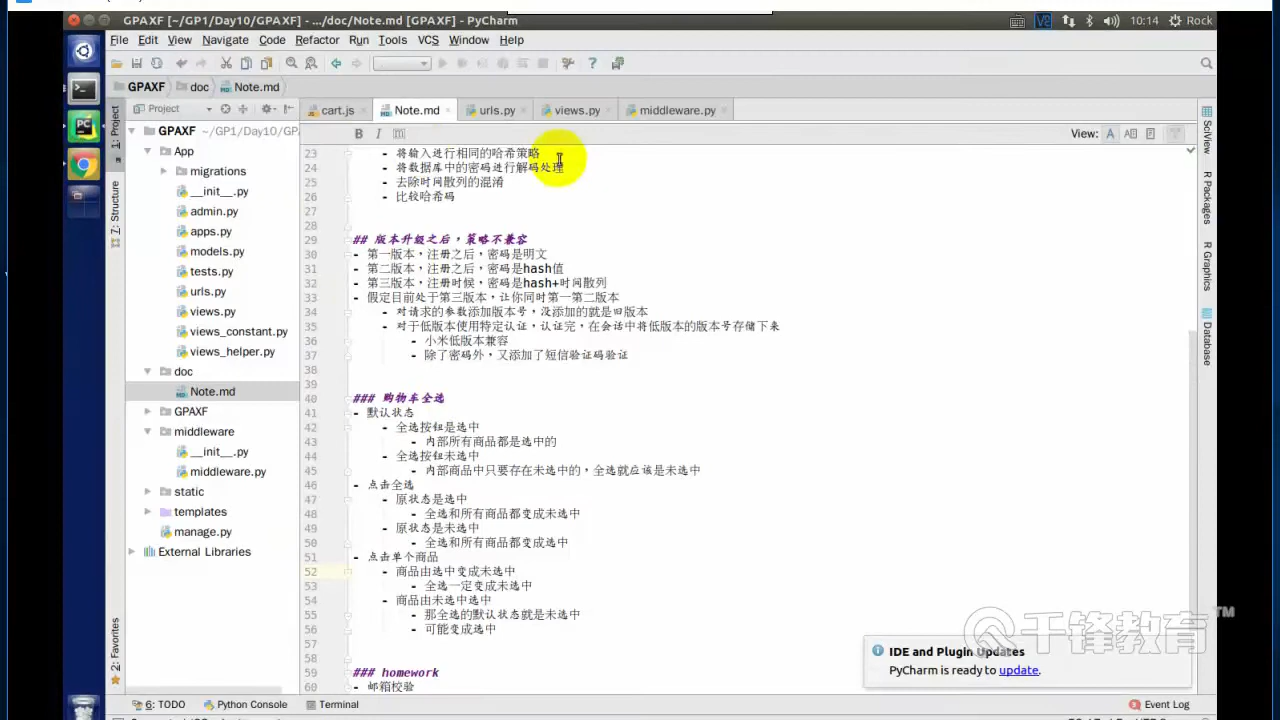 GPAXF [~/GP1/Day10/GPAXF] - .../doc/Note.md [GPAXF] - PyCharm
10:14
Rock
File Edit View Navigate Code Refactor Run Tools VCS Window Help
GPAXF doc Note.md
Project
cart.js Note.md urls.py views.py middleware.py
B I m
View: A
GPAXF ~/GP1/Day10/GPA
App
migrations
__init__.py
admin.py
apps.py
models.py
tests.py
urls.py
views.py
views_constant.py
views_helper.py
doc
Note.md
GPAXF
middleware
__init__.py
middleware.py
static
templates
manage.py
External Libraries
1: Project
7: Structure
2: Favorites
23 - 将输入进行相同的哈希策略
24 - 将数据库中的密码进行解码处理
25 - 去除时间散列的混淆
26 - 比较哈希码
27
28
29 ## 版本升级之后，策略不兼容
30 - 第一版本，注册之后，密码是明文
31 - 第二版本，注册之后，密码是hash值
32 - 第三版本，注册时候，密码是hash+时间散列
33 - 假定目前处于第三版本，让你同时第一第二版本
34 - 对请求的参数添加版本号，没添加的就是旧版本
35 - 对于低版本使用特定认证，认证完，在会话中将低版本的版本号存储下来
36 - 小米低版本兼容
37 - 除了密码外，又添加了短信验证码验证
38
39
40 ### 购物车全选
41 - 默认状态
42 - 全选按钮是选中
43 - 内部所有商品都是选中的
44 - 全选按钮未选中
45 - 内部商品中只要存在未选中的，全选就应该是未选中
46 - 点击全选
47 - 原状态是选中
48 - 全选和所有商品都变成未选中
49 - 原状态是未选中
50 - 全选和所有商品都变成选中
51 - 点击单个商品
52 - 商品由选中变成未选中
53 - 全选一定变成未选中
54 - 商品由未选中选中
55 - 那全选的默认状态就是未选中
56 - 可能变成选中
57
58
59 ### homework
60 - 邮箱校验
SciView
R Packages
R Graphics
Database
千锋教育™
IDE and Plugin Updates
PyCharm is ready to update.
6: TODO Python Console Terminal
Event Log